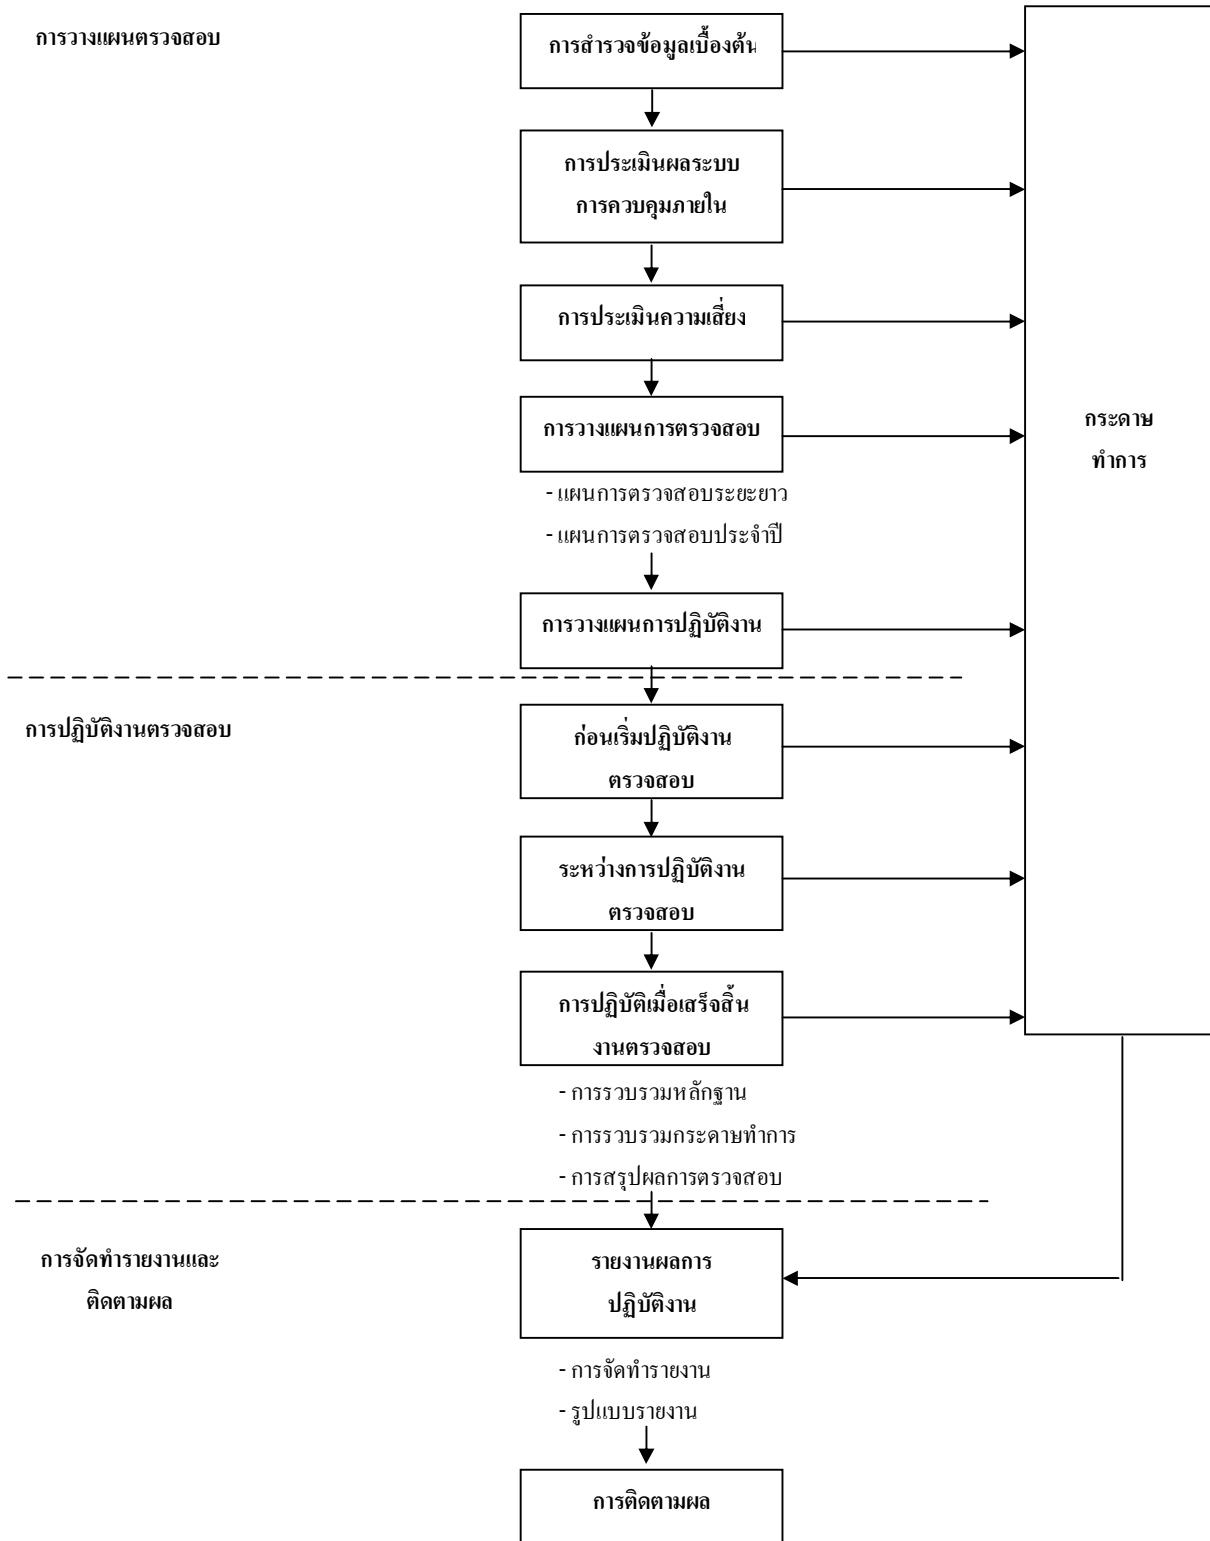 การวางแผนตรวจสอบ
การสำรวจข้อมูลเบื้องต้น
การประเมินผลระบบ
การควบคุมภายใน
การประเมินความเสี่ยง
การวางแผนการตรวจสอบ
- แผนการตรวจสอบระยะยาว
- แผนการตรวจสอบประจำปี
การวางแผนการปฏิบัติงาน
กระดาษ
ทำการ
การปฏิบัติงานตรวจสอบ
ก่อนเริ่มปฏิบัติงาน
ตรวจสอบ
ระหว่างการปฏิบัติงาน
ตรวจสอบ
การปฏิบัติเมื่อเสร็จสิ้น
งานตรวจสอบ
- การรวบรวมหลักฐาน
- การรวบรวมกระดาษทำการ
- การสรุปผลการตรวจสอบ
การจัดทำรายงานและ
ติดตามผล
รายงานผลการ
ปฏิบัติงาน
- การจัดทำรายงาน
- รูปแบบรายงาน
การติดตามผล